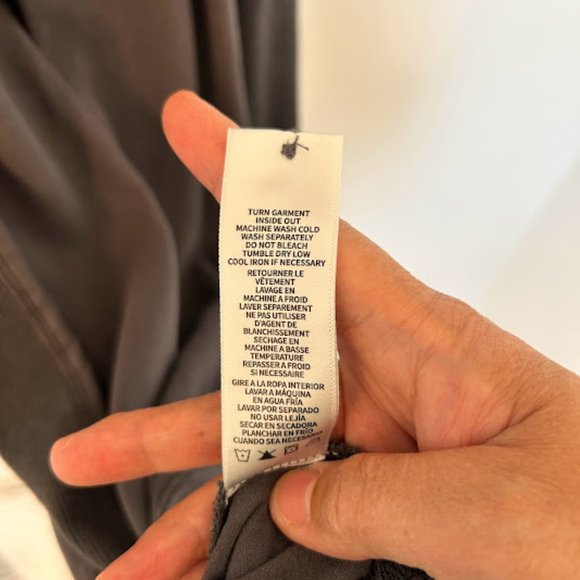 TURN GARMENT
INSIDE OUT
MACHINE WASH COLD
WASH SEPARATELY
DO NOT BLEACH
TUMBLE DRY LOW
COOL IRON IF NECESSARY
RETOURNER LE
VÊTEMENT
LAVAGE EN
MACHINE A FROID
LAVER SEPAREMENT
NE PAS UTILISER
D'AGENT DE
BLANCHISSEMENT
SECHAGE EN
MACHINE A BASSE
TEMPERATURE
REPASSER A FROID
SI NECESSAIRE
GIRE A LA ROPA INTERIOR
LAVAR A MÁQUINA
EN AGUA FRÍA
LAVAR POR SEPARADO
NO USAR LEJÍA
SECAR EN SECADORA
PLANCHAR EN FRÍO
CUANDO SEA NECESARIO